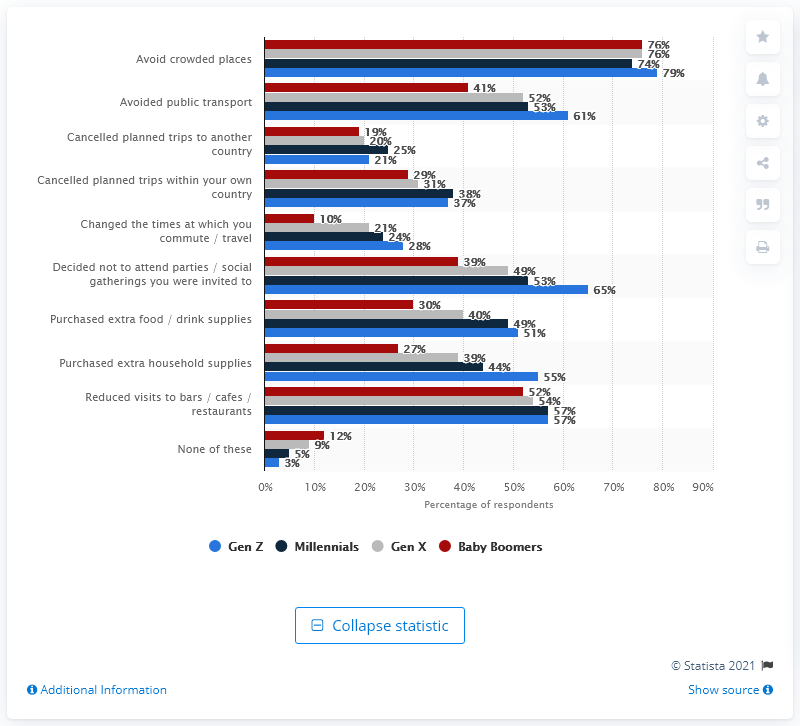 76%
76%
Avoid crowded places
74%
79%
41%
52%
Avoided public transport
53%
61%
19%
Cancelled planned trips to another
20%
country
25%
21%
29%
Cancelled planned trips within your own
31%
country
38%
37%
10%
Changed the times at which you
21%
commute / travel
24%
28%
39%
Decided not to attend parties / social
49%
gatherings you were invited to
53%
65%
30%
40%
Purchased extra food / drink supplies
49%
51%
27%
39%
Purchased extra household supplies
44%
55%
52%
Reduced visits to bars / cafes /
54%
restaurants
57%
57%
12%
9%
None of these
5%
3%
0% 10% 20% 30% 40% 50% 60% 70% 80% 90%
Percentage of respondents
Gen Z Millennials Gen X Baby Boomers
Collapse statistic
© Statista 2021
Additional Information Show source